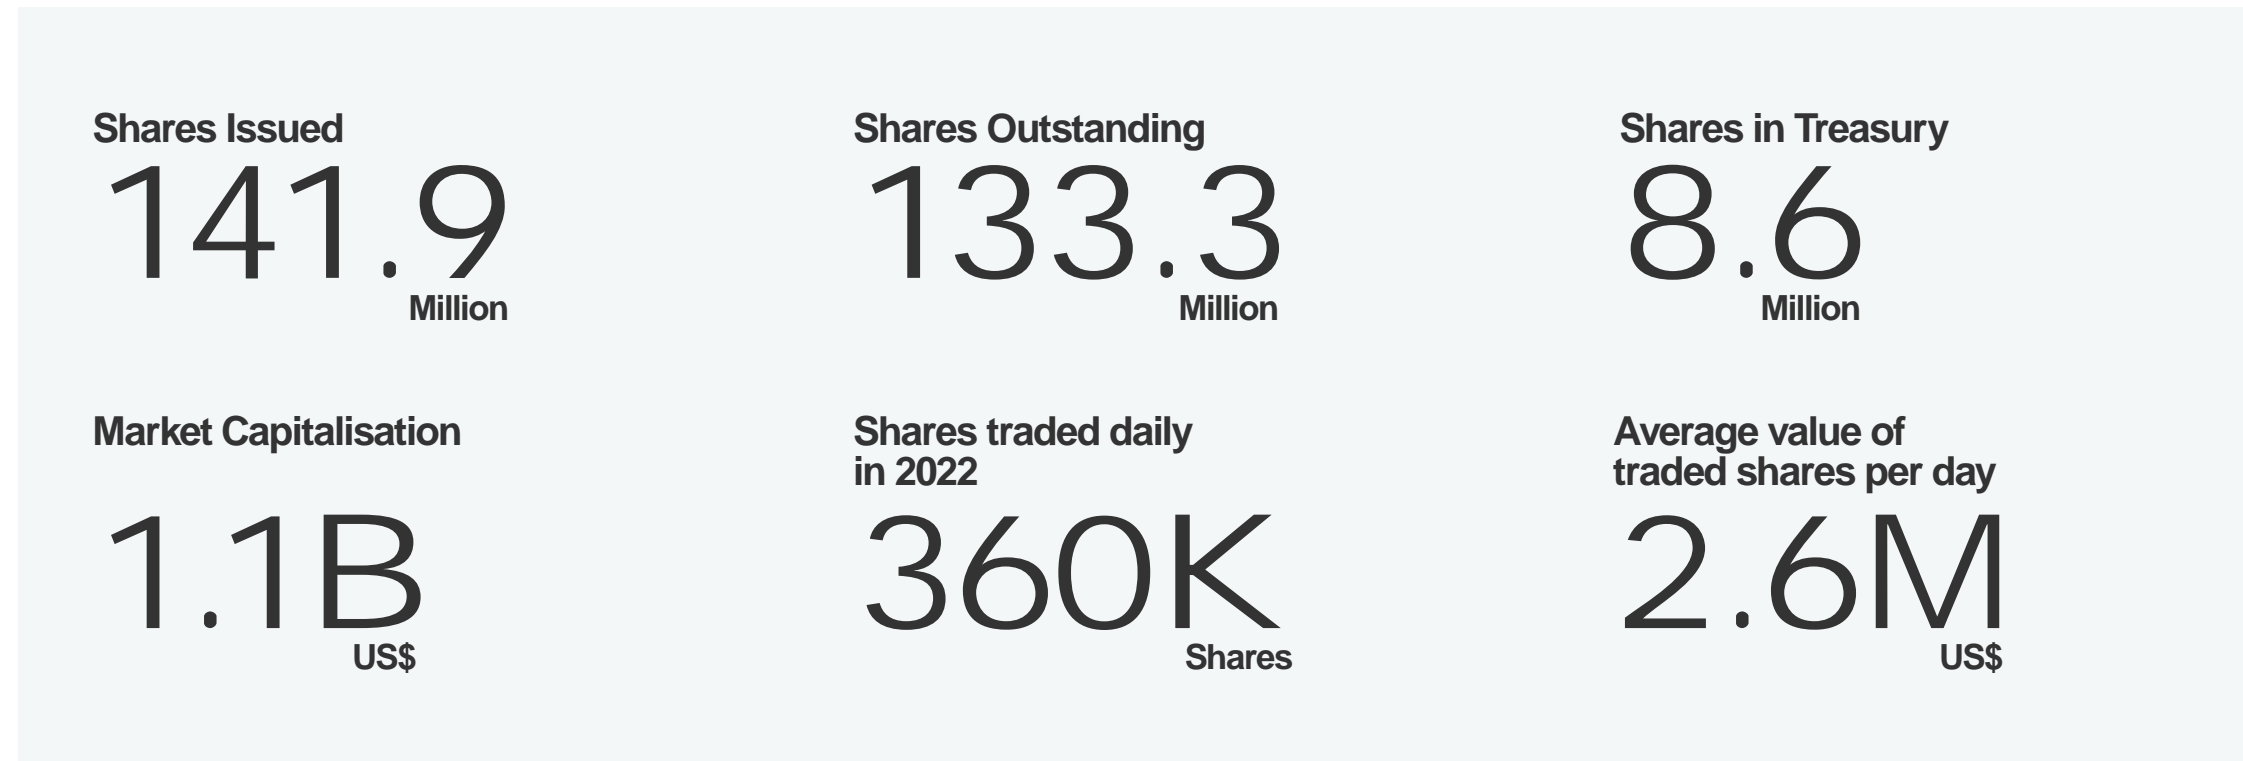 Shares Issued
141.9
Million
Shares Outstanding
133.3
Million
Shares in Treasury
8.6
Million
Market Capitalisation
1.1B
US$
Shares traded daily
in 2022
360K
Shares
Average value of
traded shares per day
2.6M
US$